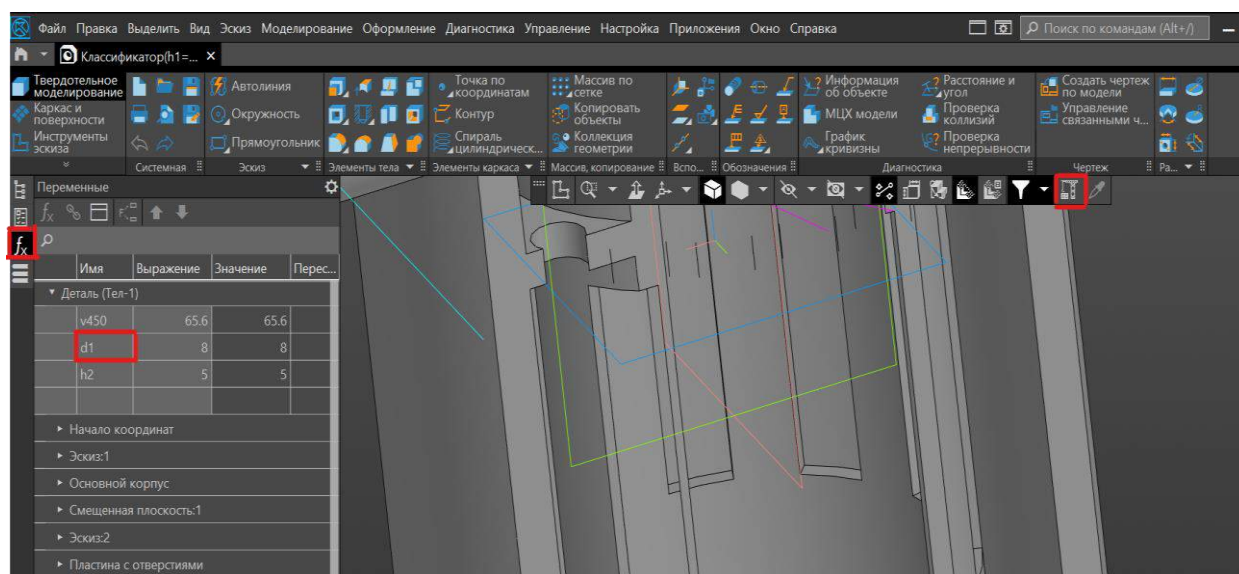 Файл Правка Выделить Вид Эскиз Моделирование Оформление Диагностика Управление Настройка Приложения Окно Справка
Поиск по командам (Alt+/)
Классификатор(h1=...
Твердотельное моделирование
Каркас и поверхности
Инструменты эскиза
Системная
Автолиния
Окружность
Прямоугольник
Эскиз
Элементы тела
Точка по координатам
Контур
Спираль цилиндрическ...
Элементы каркаса
Массив по сетке
Копировать объекты
Коллекция геометрии
Массив, копирование
Вспо...
Обозначения
Информация об объекте
МЦХ модели
График кривизны
Расстояние и угол
Проверка коллизий
Проверка непрерывности
Диагностика
Создать чертеж по модели
Управление связанными ч...
Чертеж
Ра...
Переменные
fx
fx
Имя Выражение Значение Перес...
Деталь (Тел-1)
v450 65.6 65.6
d1 8 8
h2 5 5
Начало координат
Эскиз:1
Основной корпус
Смещенная плоскость:1
Эскиз:2
Пластина с отверстиями